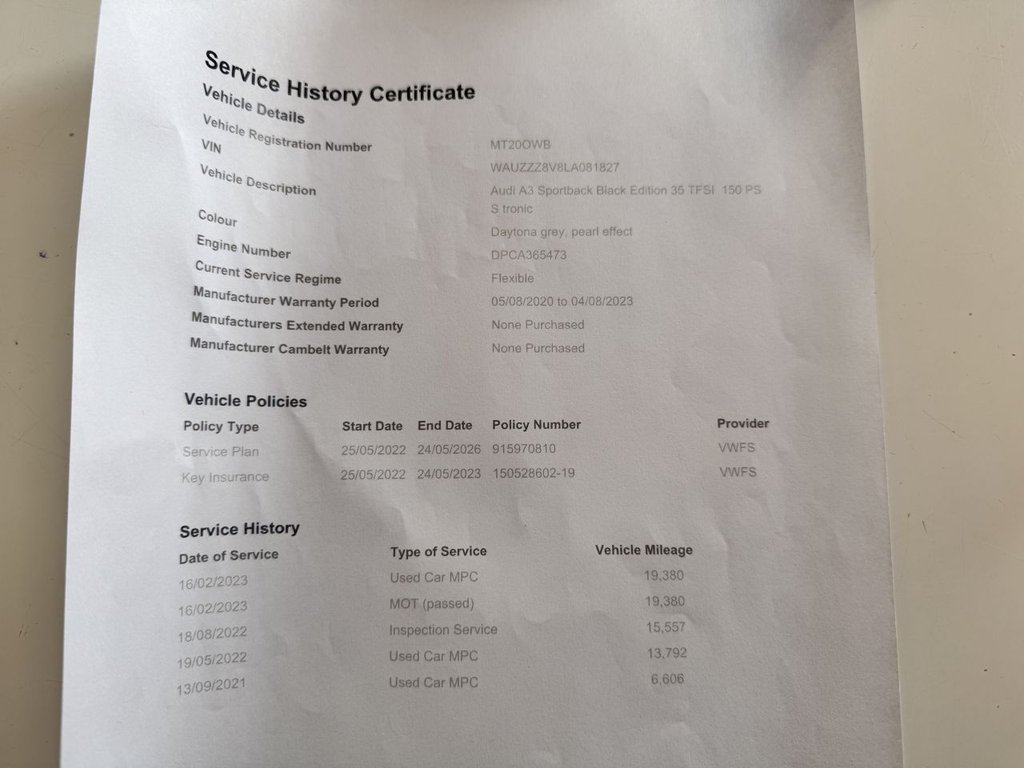 Service History Certificate
Vehicle Details
Vehicle Registration Number MT20OWB
VIN WAUZZZ8V8LA081827
Vehicle Description Audi A3 Sportback Black Edition 35 TFSI 150 PS
S tronic
Colour Daytona grey, pearl effect
Engine Number DPCA365473
Current Service Regime Flexible
Manufacturer Warranty Period 05/08/2020 to 04/08/2023
Manufacturers Extended Warranty None Purchased
Manufacturer Cambelt Warranty None Purchased
Vehicle Policies
Policy Type Start Date End Date Policy Number Provider
Service Plan 25/05/2022 24/05/2026 915970810 VWFS
Key Insurance 25/05/2022 24/05/2023 150528602-19 VWFS
Service History
Date of Service Type of Service Vehicle Mileage
16/02/2023 Used Car MPC 19,380
16/02/2023 MOT (passed) 19,380
18/08/2022 Inspection Service 15,557
19/05/2022 Used Car MPC 13,792
13/09/2021 Used Car MPC 6,606